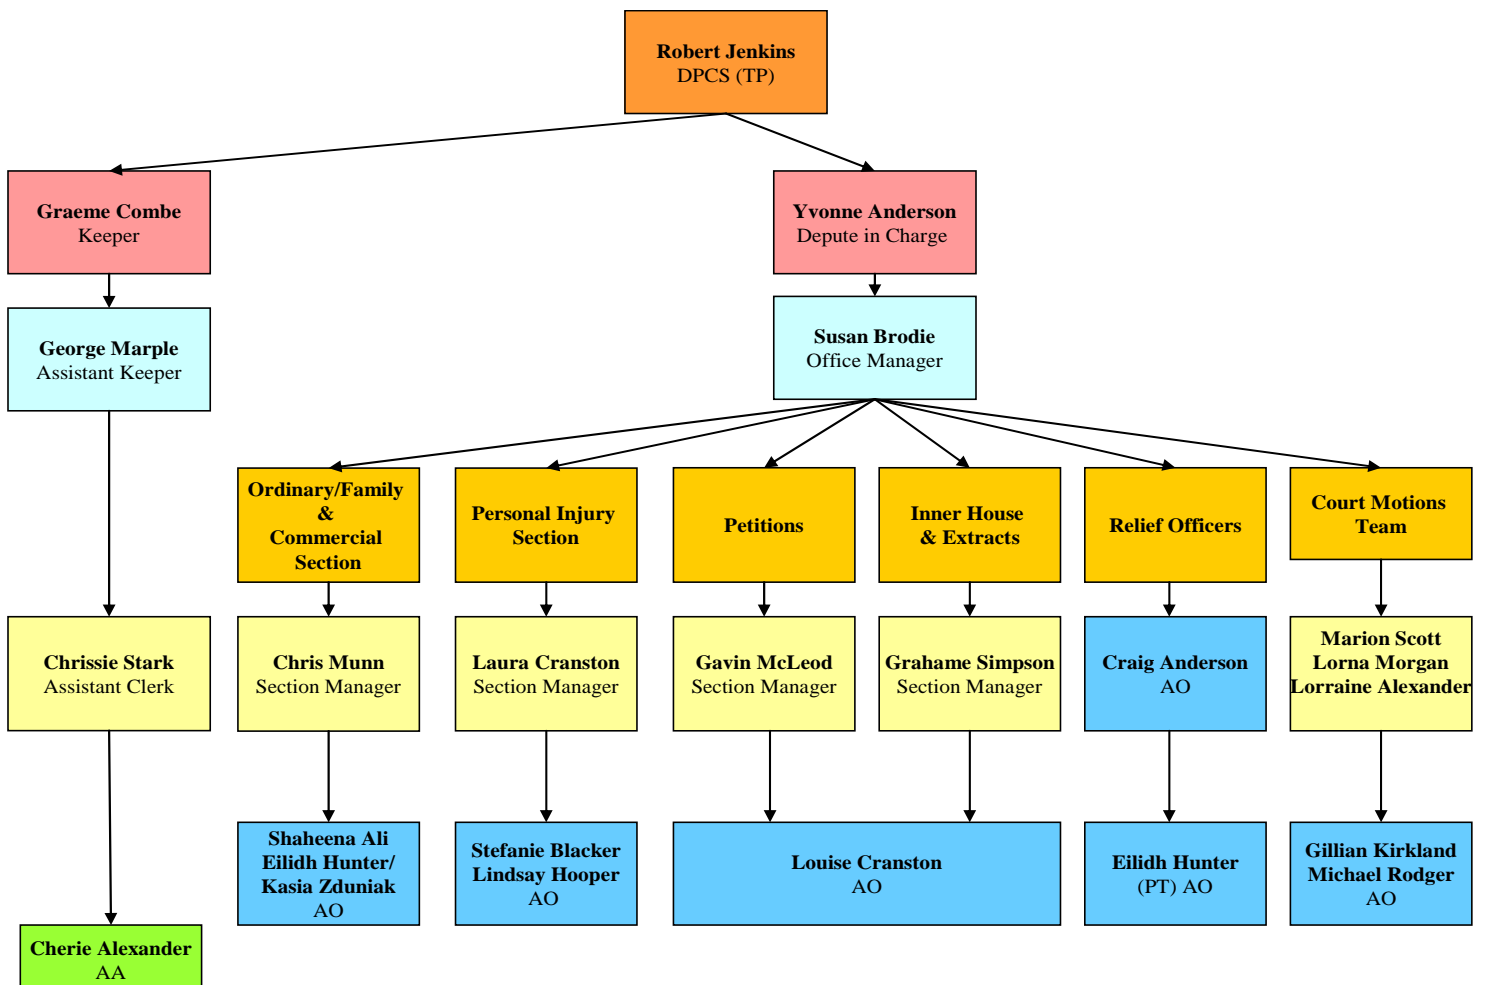 Robert Jenkins
DPCS (TP)
Graeme Combe
Keeper
Yvonne Anderson
Depute in Charge
George Marple
Assistant Keeper
Susan Brodie
Office Manager
Ordinary/Family
&
Commercial
Section
Personal Injury
Section
Petitions
Inner House
& Extracts
Relief Officers
Court Motions
Team
Chrissie Stark
Assistant Clerk
Chris Munn
Section Manager
Laura Cranston
Section Manager
Gavin McLeod
Section Manager
Grahame Simpson
Section Manager
Craig Anderson
AO
Marion Scott
Lorna Morgan
Lorraine Alexander
Shaheena Ali
Eilidh Hunter/
Kasia Zduniak
AO
Stefanie Blacker
Lindsay Hooper
AO
Louise Cranston
AO
Eilidh Hunter
(PT) AO
Gillian Kirkland
Michael Rodger
AO
Cherie Alexander
AA